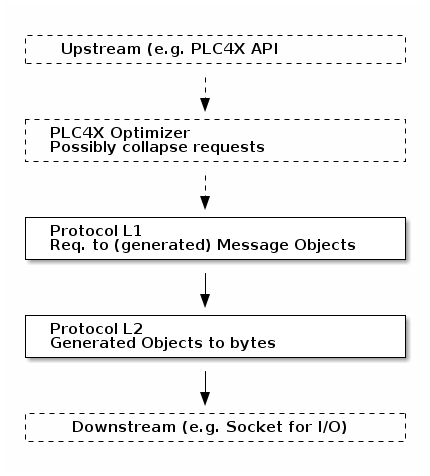 Upstream (e.g. PLC4X API
PLC4X Optimizer
Possibly collapse requests
Protocol L1
Req. to (generated) Message Objects
Protocol L2
Generated Objects to bytes
Downstream (e.g. Socket for I/O)